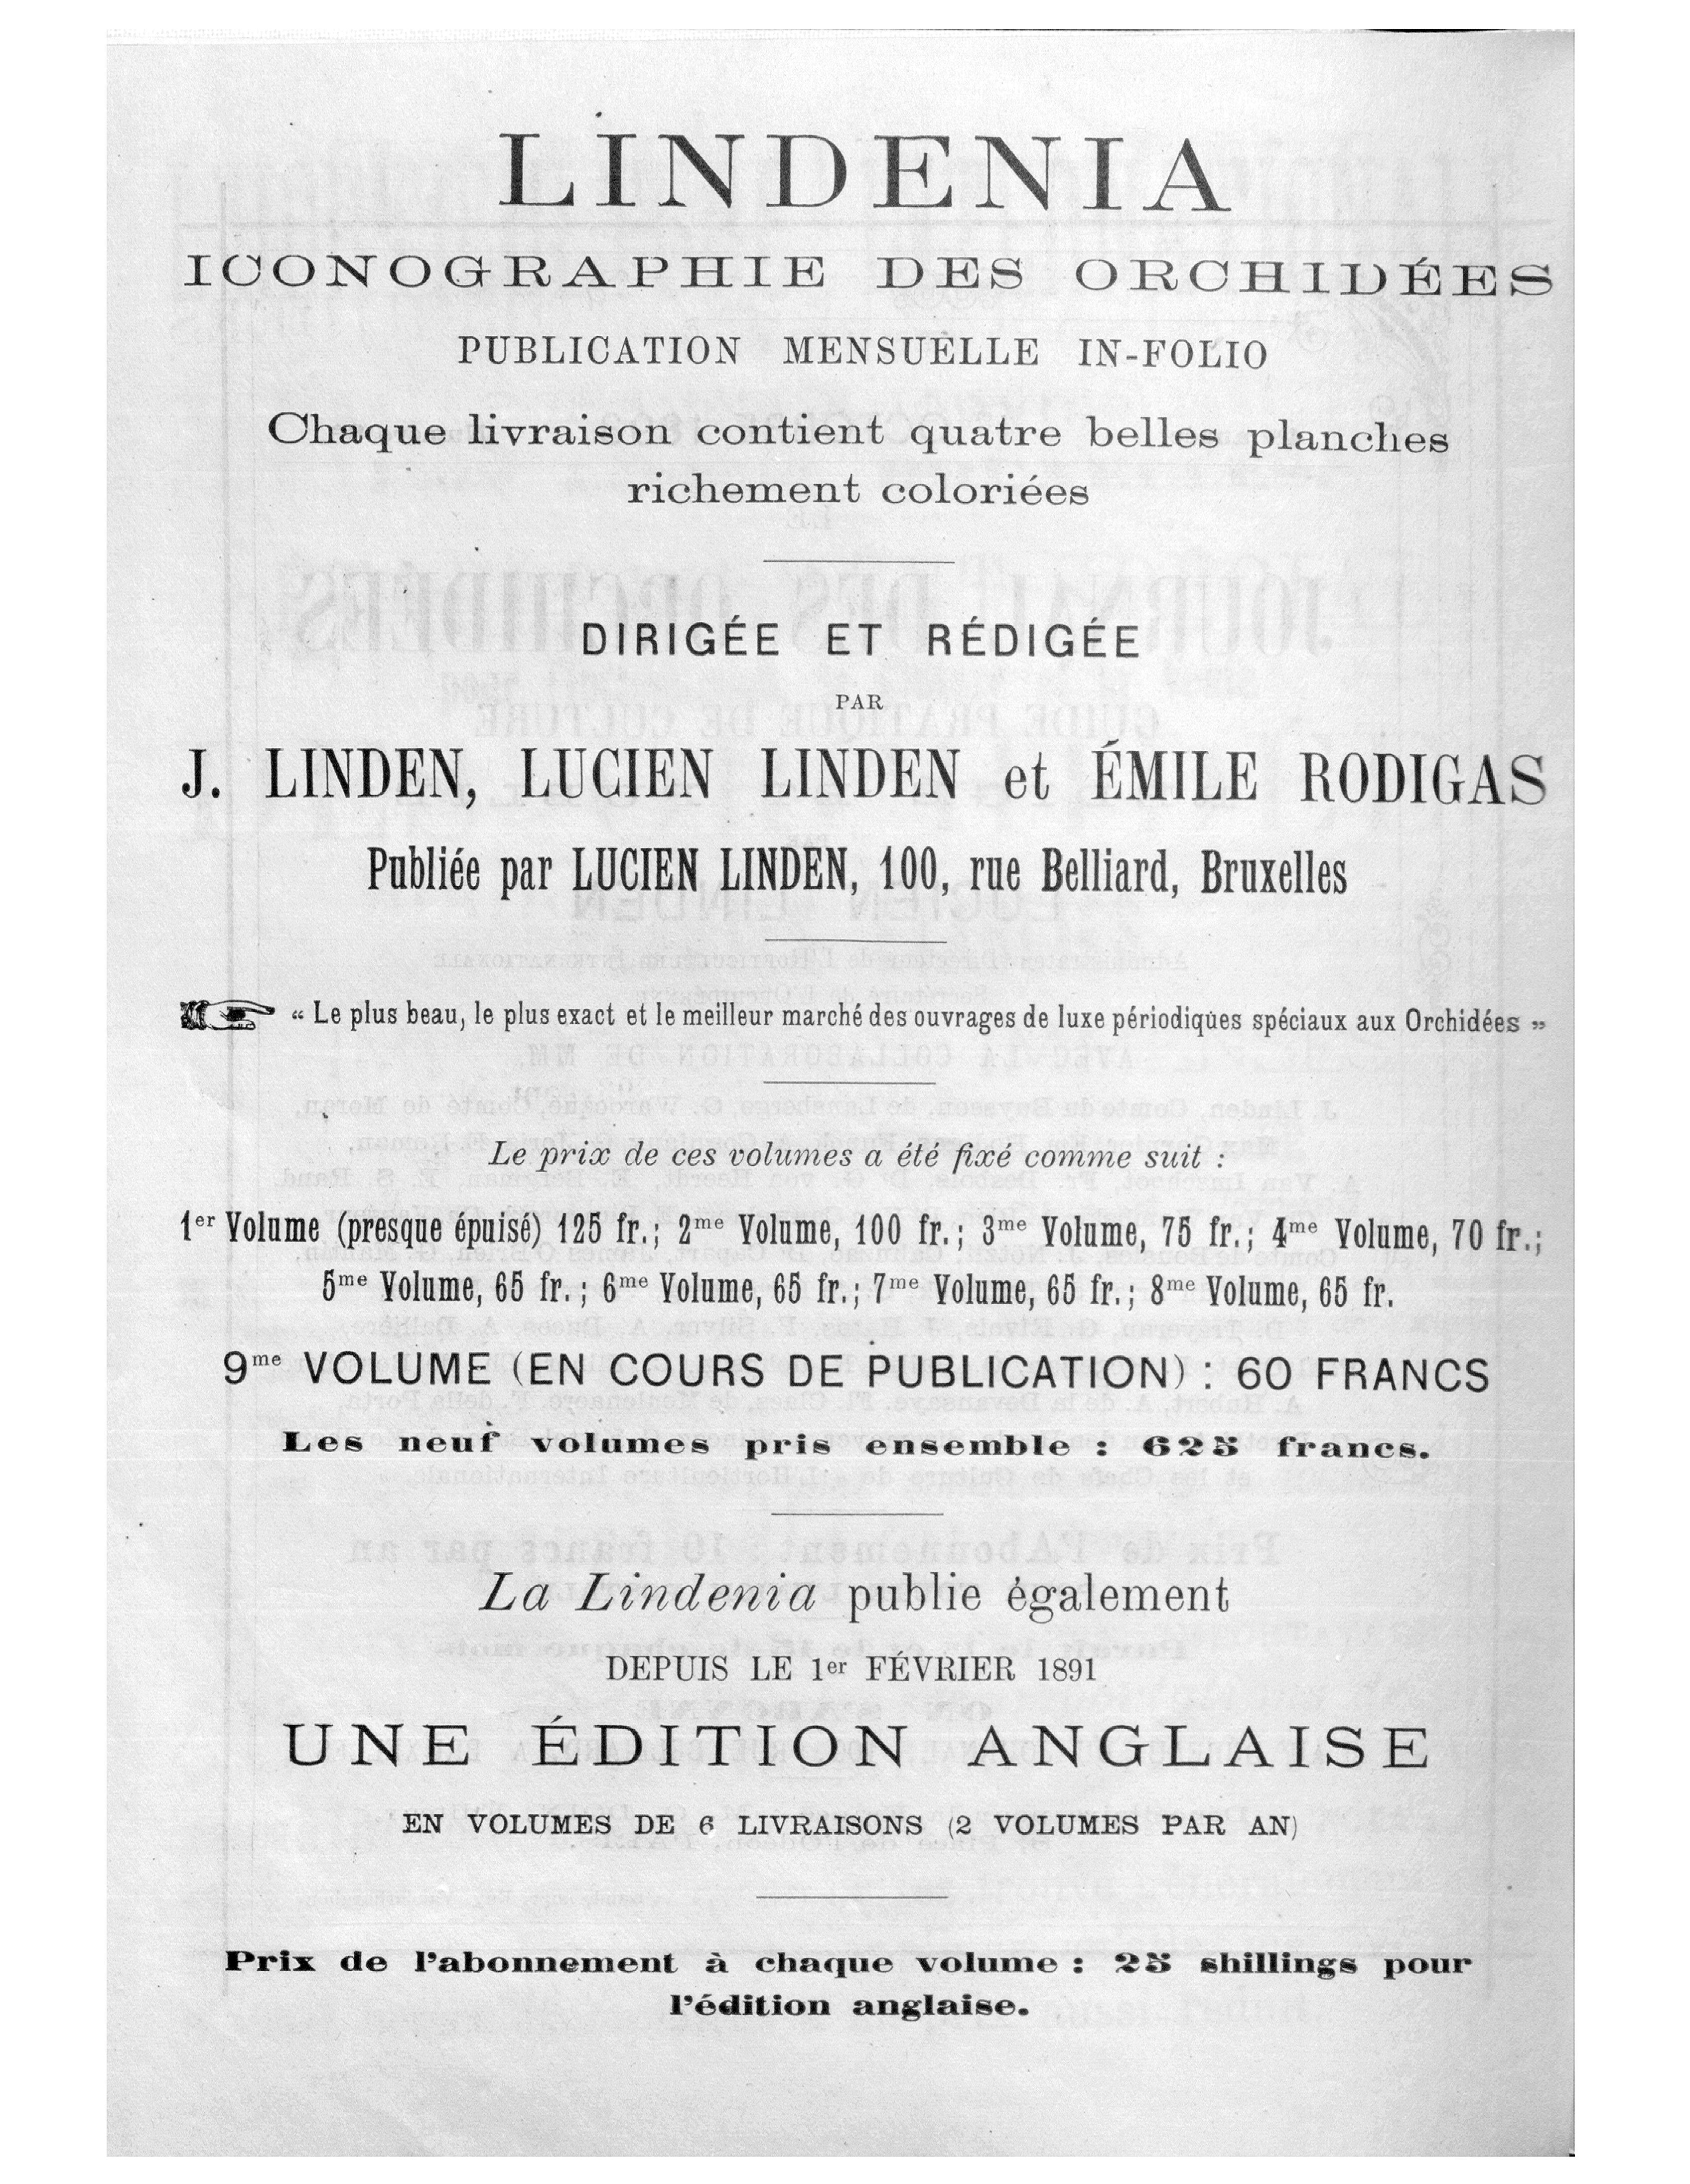 LINDENIA
ICONOGRAPHIE DES ORCHIDÉES
PUBLICATION MENSUELLE IN-FOLIO
Chaque livraison contient quatre belles planches
richement coloriées
DIRIGÉE ET RÉDIGÉE
PAR
J. LINDEN, LUCIEN LINDEN et ÉMILE RODIGAS
Publiée par LUCIEN LINDEN, 100, rue Belliard, Bruxelles
“ Le plus beau, le plus exact et le meilleur marché des ouvrages de luxe périodiques spéciaux aux Orchidées ”
Le prix de ces volumes a été fixé comme suit :
1er Volume (presque épuisé) 125 fr.; 2me Volume, 100 fr.; 3me Volume, 75 fr.; 4me Volume, 70 fr.;
5me Volume, 65 fr.; 6me Volume, 65 fr.; 7me Volume, 65 fr.; 8me Volume, 65 fr.
9me VOLUME (EN COURS DE PUBLICATION) : 60 FRANCS
Les neuf volumes pris ensemble : 625 francs.
La Lindenia publie également
DEPUIS LE 1er FÉVRIER 1891
UNE ÉDITION ANGLAISE
EN VOLUMES DE 6 LIVRAISONS (2 VOLUMES PAR AN)
Prix de l'abonnement à chaque volume : 25 shillings pour
l'édition anglaise.